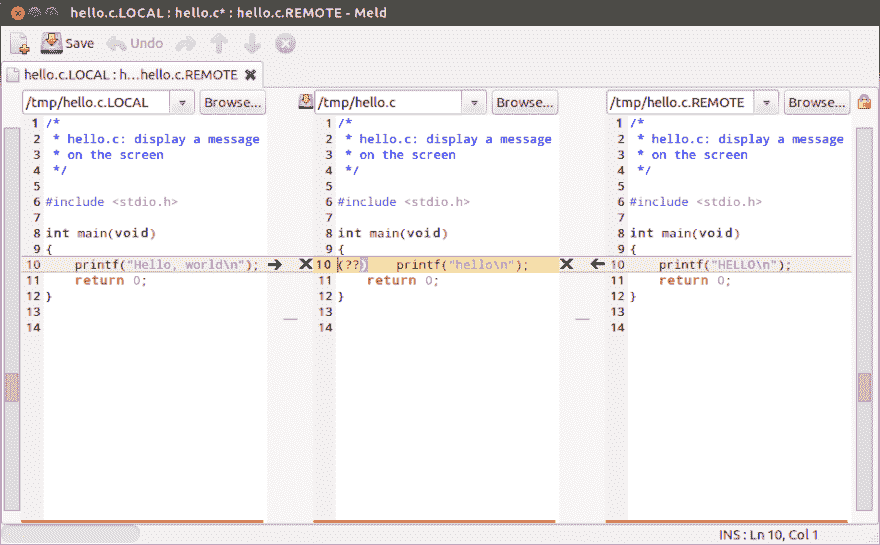 hello.c.LOCAL : hello.c* : hello.c.REMOTE - Meld
Save Undo
hello.c.LOCAL : h...hello.c.REMOTE
/tmp/hello.c.LOCAL Browse...
1 /*
2  * hello.c: display a message
3  * on the screen
4  */
5
6 #include <stdio.h>
7
8 int main(void)
9 {
10     printf("Hello, world\n");
11     return 0;
12 }
13
14
/tmp/hello.c Browse...
1 /*
2  * hello.c: display a message
3  * on the screen
4  */
5
6 #include <stdio.h>
7
8 int main(void)
9 {
10 (??)    printf("hello\n");
11     return 0;
12 }
13
14
/tmp/hello.c.REMOTE Browse...
1 /*
2  * hello.c: display a message
3  * on the screen
4  */
5
6 #include <stdio.h>
7
8 int main(void)
9 {
10     printf("HELLO\n");
11     return 0;
12 }
13
14
INS : Ln 10, Col 1